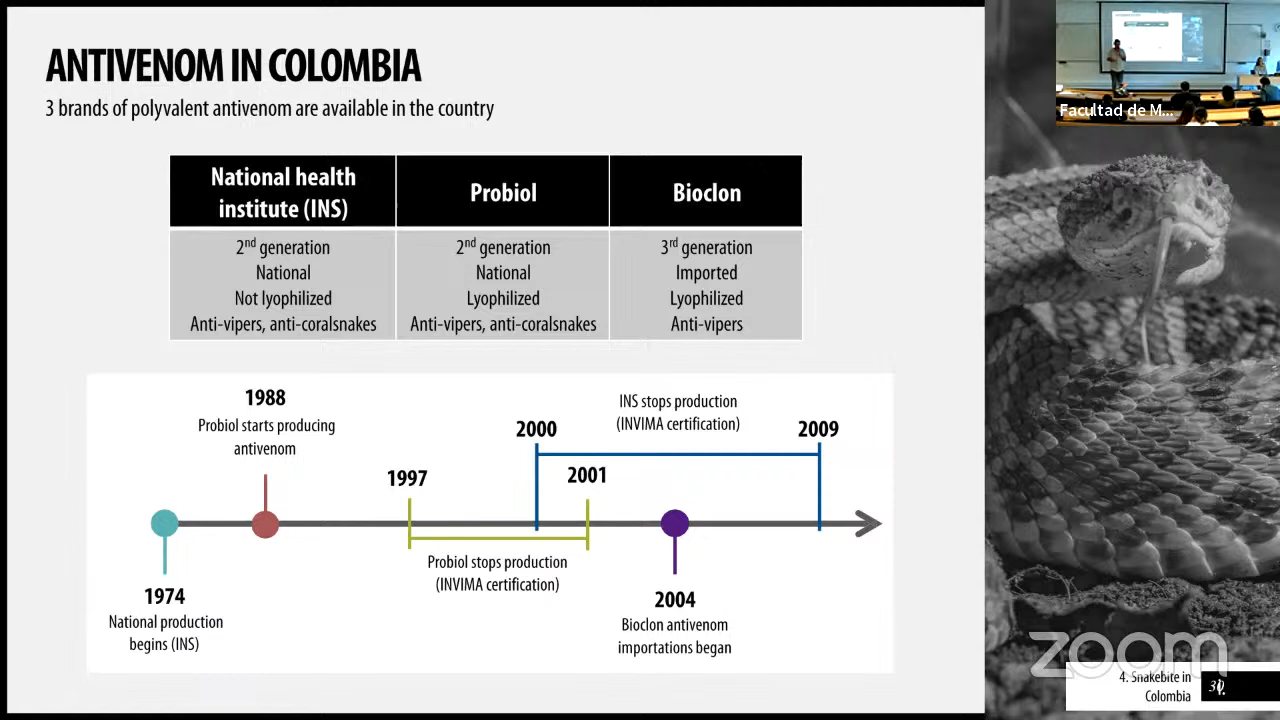 ANTIVENOM IN COLOMBIA
3 brands of polyvalent antivenom are available in the country
National health
institute (INS)
Probiol
Bioclon
2nd generation
National
Not lyophilized
Anti-vipers, anti-coralsnakes
2nd generation
National
Lyophilized
Anti-vipers, anti-coralsnakes
3rd generation
Imported
Lyophilized
Anti-vipers
1988
Probiol starts producing
antivenom
1997
2000
INS stops production
(INVIMA certification)
2009
2001
Probiol stops production
(INVIMA certification)
1974
National production
begins (INS)
2004
Bioclon antivenom
importations began
Facultad de M...
zoom
4. Snakebite in
Colombia